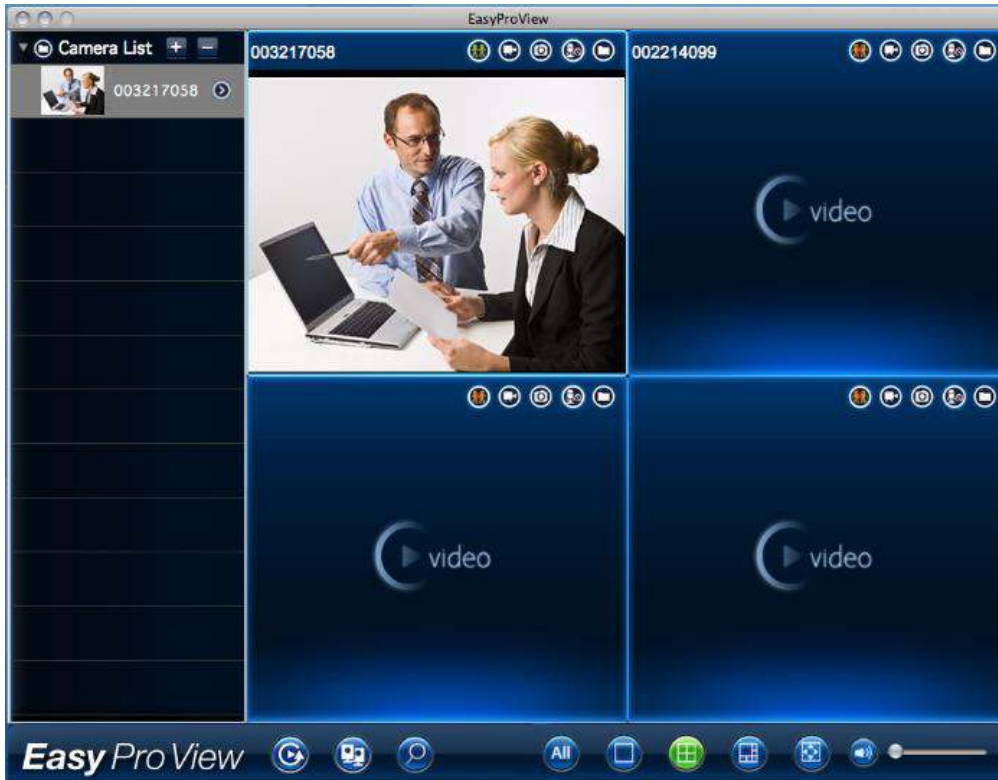 EasyProView
Camera List + −
003217058
003217058
002214099
video
video
video
Easy Pro View
All